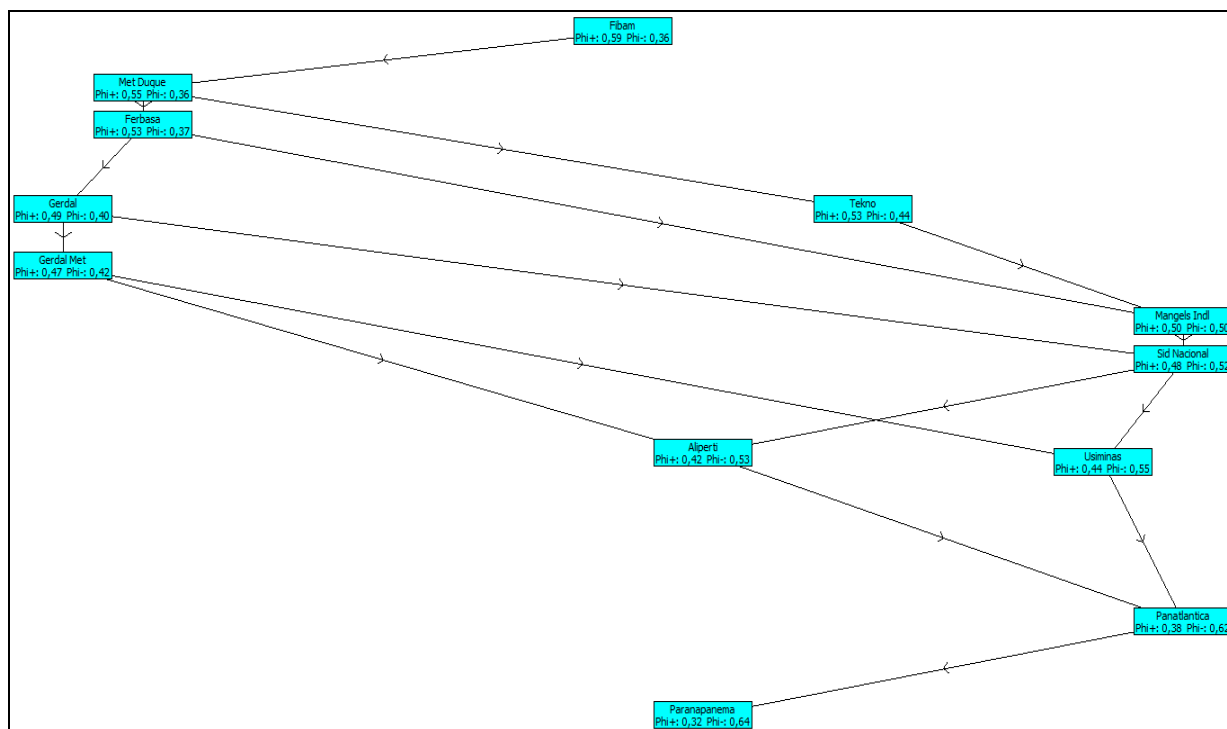 Fibam
Phi+: 0,59 Phi-: 0,36
Met Duque
Phi+: 0,55 Phi-: 0,36
Ferbasa
Phi+: 0,53 Phi-: 0,37
Gerdal
Phi+: 0,49 Phi-: 0,40
Tekno
Phi+: 0,53 Phi-: 0,44
Gerdal Met
Phi+: 0,47 Phi-: 0,42
Mangels Indl
Phi+: 0,50 Phi-: 0,50
Sid Nacional
Phi+: 0,48 Phi-: 0,52
Aliperti
Phi+: 0,42 Phi-: 0,53
Usiminas
Phi+: 0,44 Phi-: 0,55
Panatlantica
Phi+: 0,38 Phi-: 0,62
Paranapanema
Phi+: 0,32 Phi-: 0,64